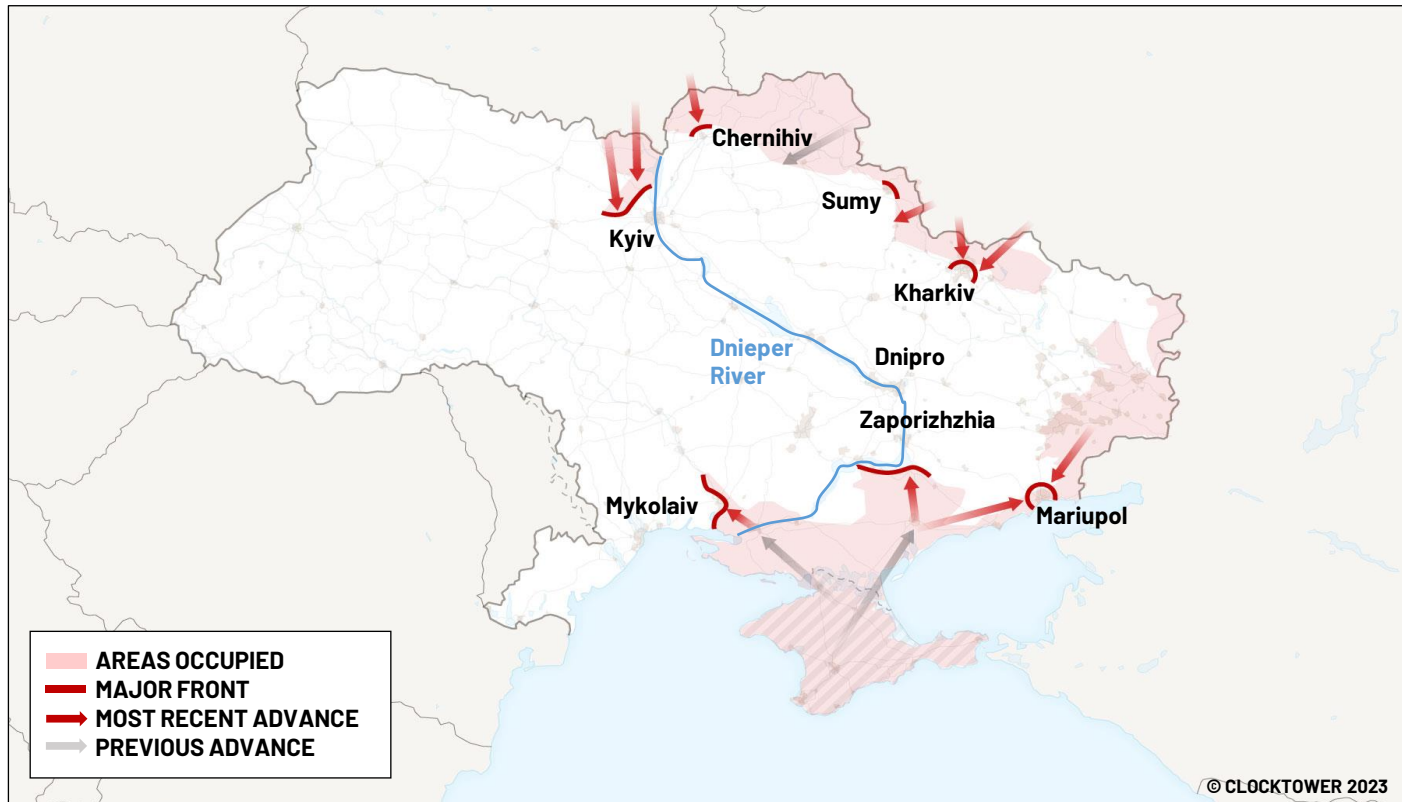 Chernihiv
Sumy
Kyiv
Kharkiv
Dnieper
River
Dnipro
Zaporizhzhia
Mykolaiv
Mariupol
AREAS OCCUPIED
MAJOR FRONT
MOST RECENT ADVANCE
PREVIOUS ADVANCE
© CLOCKTOWER 2023